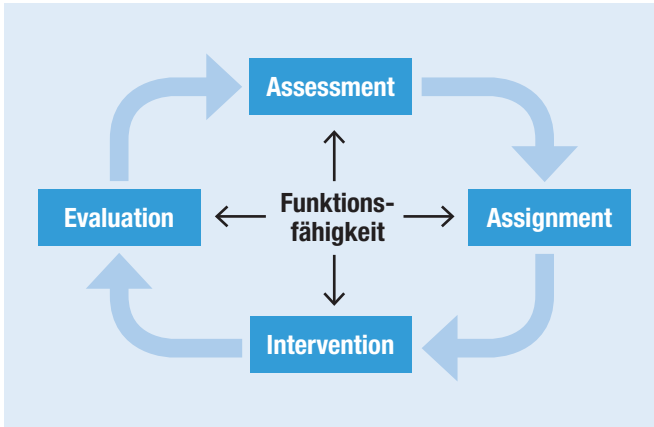 Assessment
Evaluation
Funktions-
fähigkeit
Assignment
Intervention